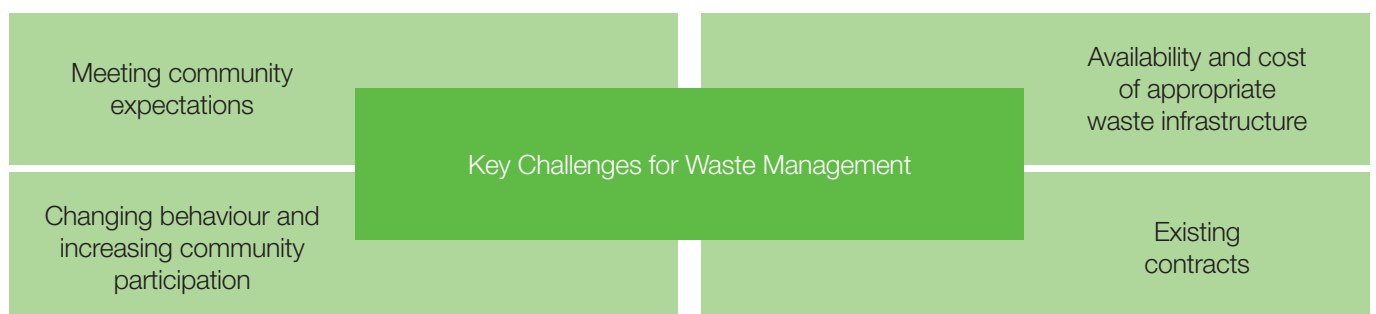 Meeting community
expectations
Availability and cost
of appropriate
waste infrastructure
Key Challenges for Waste Management
Changing behaviour and
increasing community
participation
Existing
contracts